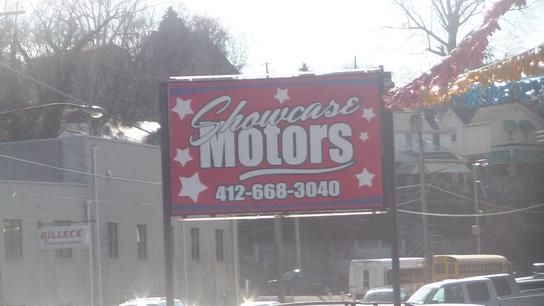 Showcase
Motors
412-668-3040
GILLECE